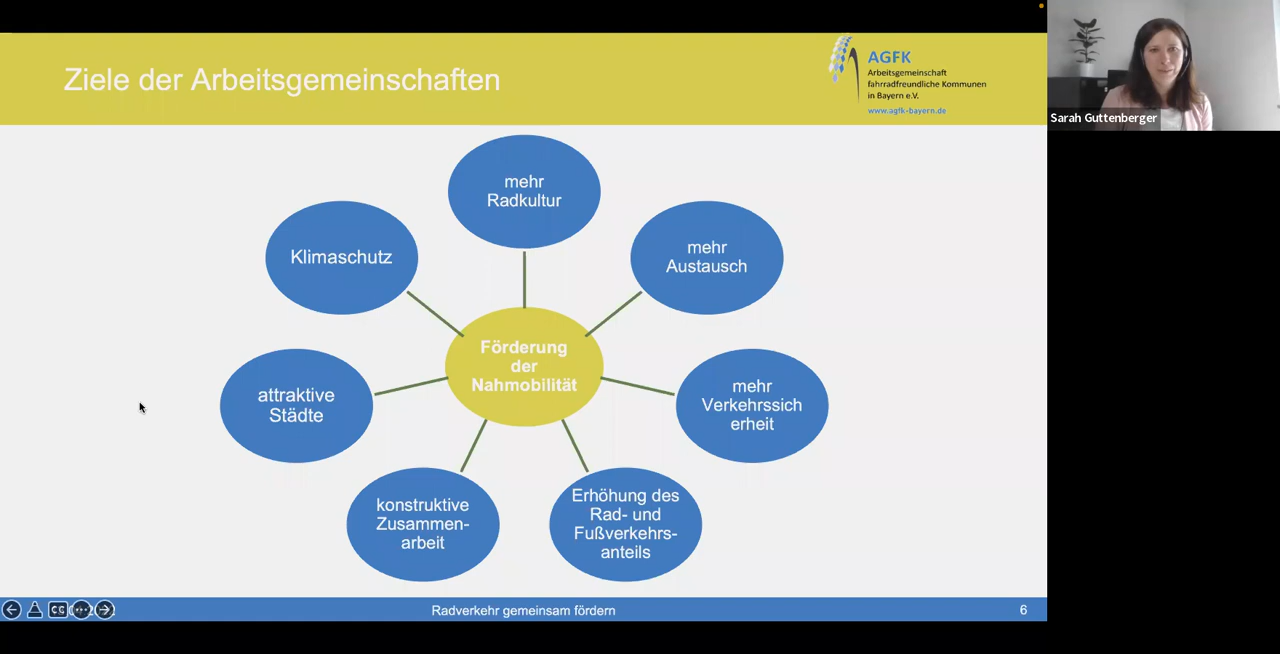 Ziele der Arbeitsgemeinschaften
AGFK
Arbeitsgemeinschaft
fahrradfreundliche Kommunen
in Bayern e.V.
www.agfk-bayern.de
Sarah Guttenberger
mehr
Radkultur
Klimaschutz
mehr
Austausch
Förderung
der
Nahmobilität
attraktive
Städte
mehr
Verkehrssich
erheit
konstruktive
Zusammen-
arbeit
Erhöhung des
Rad- und
Fußverkehrs-
anteils
CC
Radverkehr gemeinsam fördern
6